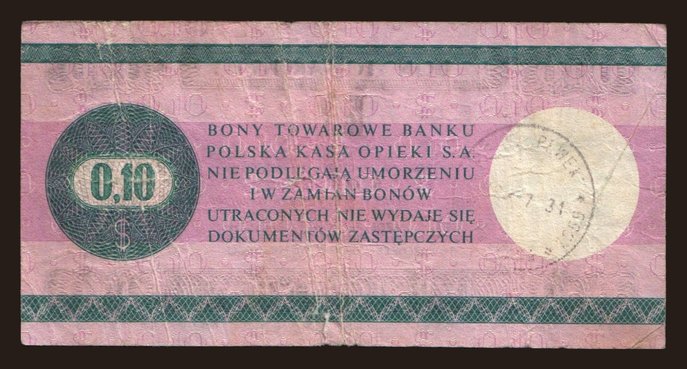 BONY TOWAROWE BANKU
POLSKA KASA OPIEKI S.A.
NIE PODLEGAJĄ UMORZENIU
I W ZAMIAN BONÓW
UTRACONYCH NIE WYDAJE SIĘ
DOKUMENTÓW ZASTĘPCZYCH
0,10
$